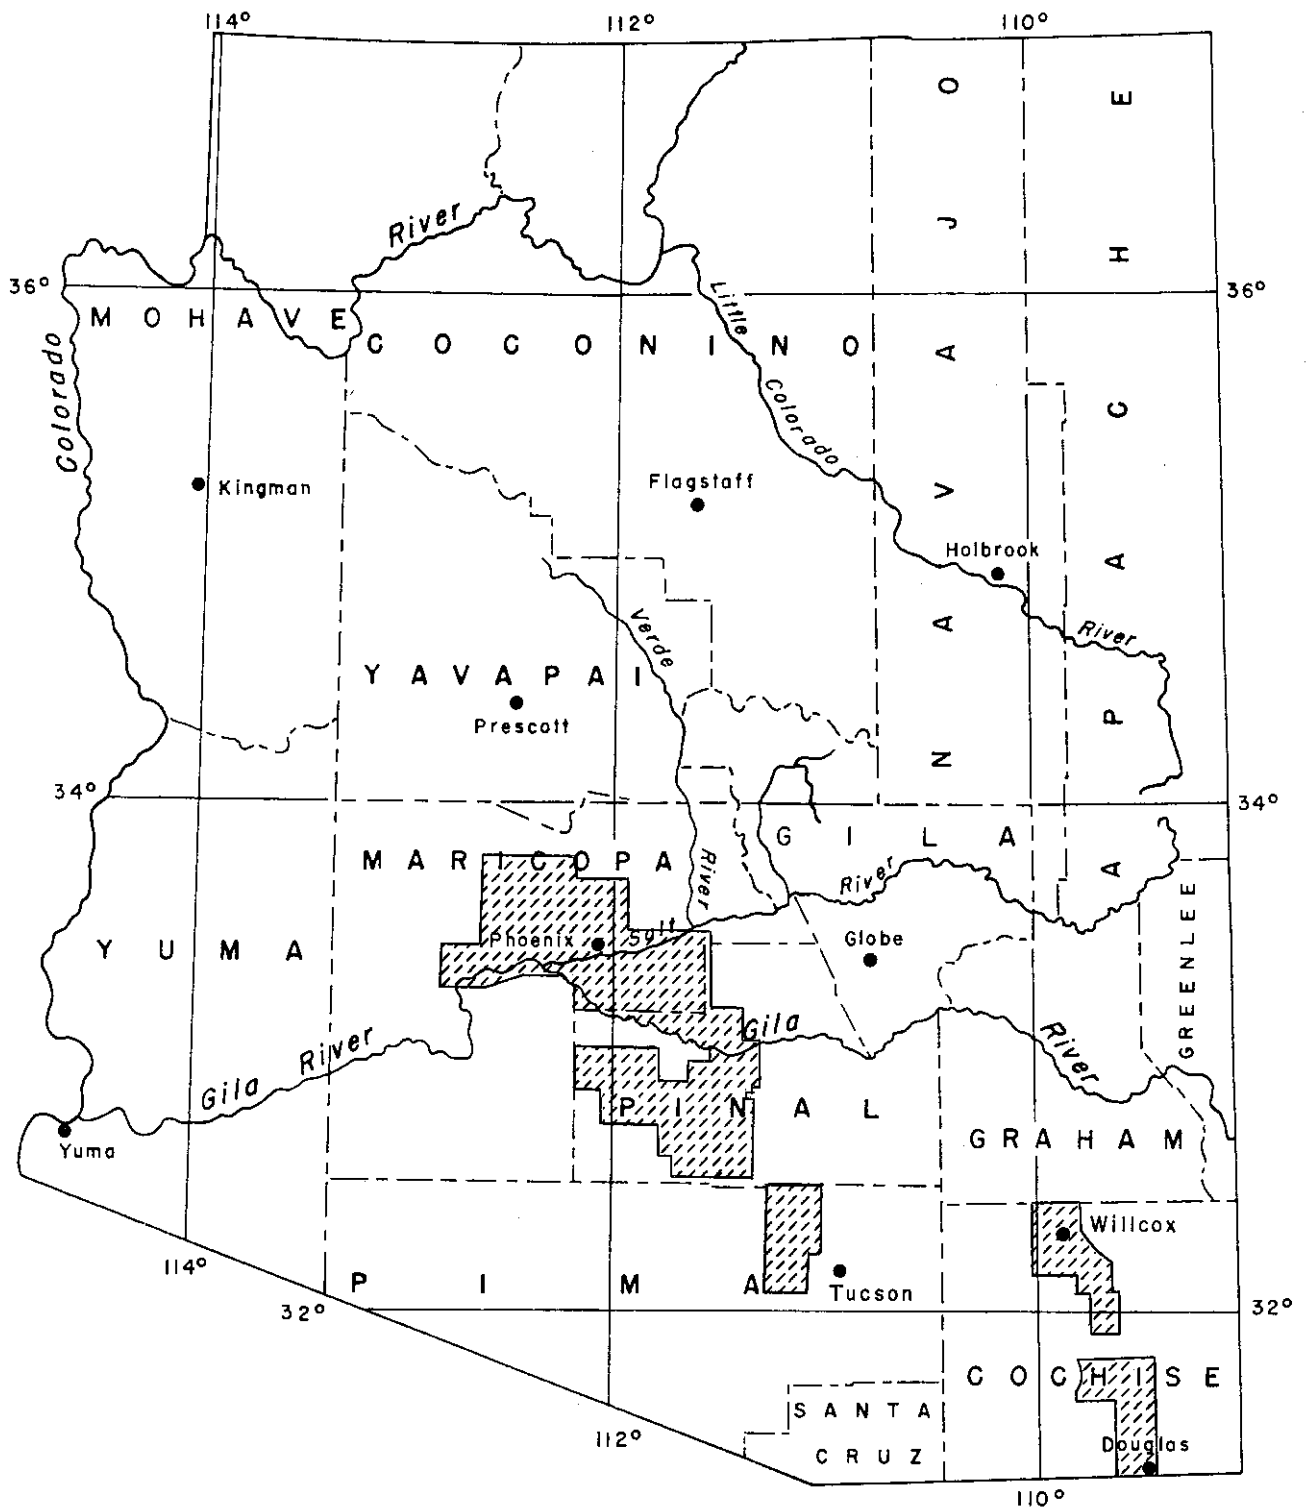 114° 112° 110°
NAVAJO
APACHE
River
36° 36°
MOHAVE
COCONINO
Little
Colorado
Colorado
Kingman
Flagstaff
Holbrook
River
Verde
YAVAPAI
Prescott
34° 34°
GILA
MARICOPA
River
River
GREENLEE
YUMA
Phoenix
Salt
Globe
Gila
River
Gila River
PINAL
GRAHAM
Yuma
Willcox
114°
PIMA
Tucson
32° 32°
COCHISE
SANTA
CRUZ
112°
Douglas
110°